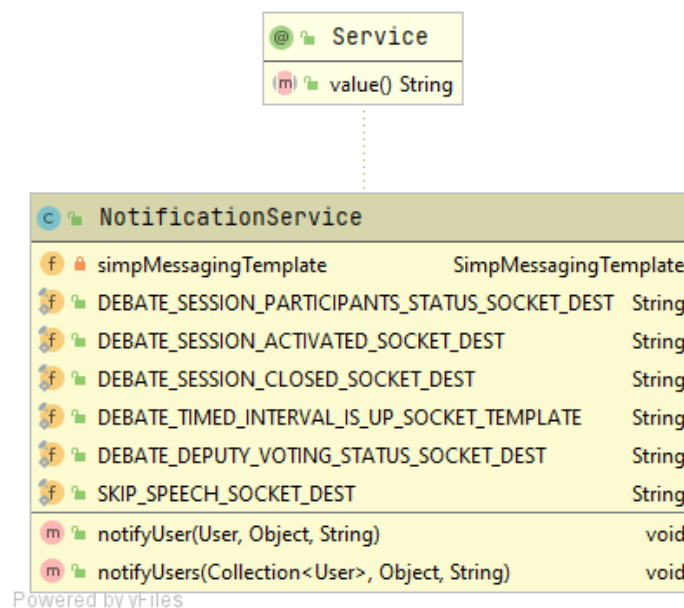 @ Service
m value() String
c NotificationService
f simpMessagingTemplate SimpMessagingTemplate
f DEBATE_SESSION_PARTICIPANTS_STATUS_SOCKET_DEST String
f DEBATE_SESSION_ACTIVATED_SOCKET_DEST String
f DEBATE_SESSION_CLOSED_SOCKET_DEST String
f DEBATE_TIMED_INTERVAL_IS_UP_SOCKET_TEMPLATE String
f DEBATE_DEPUTY_VOTING_STATUS_SOCKET_DEST String
f SKIP_SPEECH_SOCKET_DEST String
m notifyUser(User, Object, String) void
m notifyUsers(Collection<User>, Object, String) void
Powered by yFiles